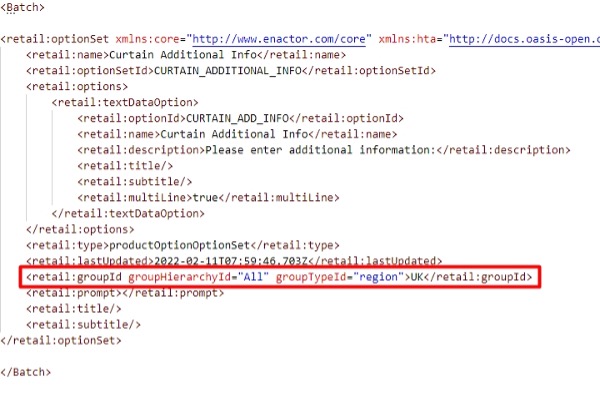 <Batch>
<retail:optionSet xmlns:core="http://www.enactor.com/core" xmlns:hta="http://docs.oasis-open.
<retail:name>Curtain Additional Info</retail:name>
<retail:optionSetId>CURTAIN_ADDITIONAL_INFO</retail:optionSetId>
<retail:options>
<retail:textDataOption>
<retail:optionId>CURTAIN_ADD_INFO</retail:optionId>
<retail:name>Curtain Additional Info</retail:name>
<retail:description>Please enter additional information:</retail:description>
<retail:title/>
<retail:subtitle/>
<retail:multiLine>true</retail:multiLine>
</retail:textDataOption>
</retail:options>
<retail:type>productOptionOptionSet</retail:type>
<retail:lastUpdated>2022-02-11T07:59:46.703Z</retail:lastUpdated>
<retail:groupId groupHierarchyId="All" groupTypeId="region">UK</retail:groupId>
<retail:prompt></retail:prompt>
<retail:title/>
<retail:subtitle/>
</retail:optionSet>
</Batch>